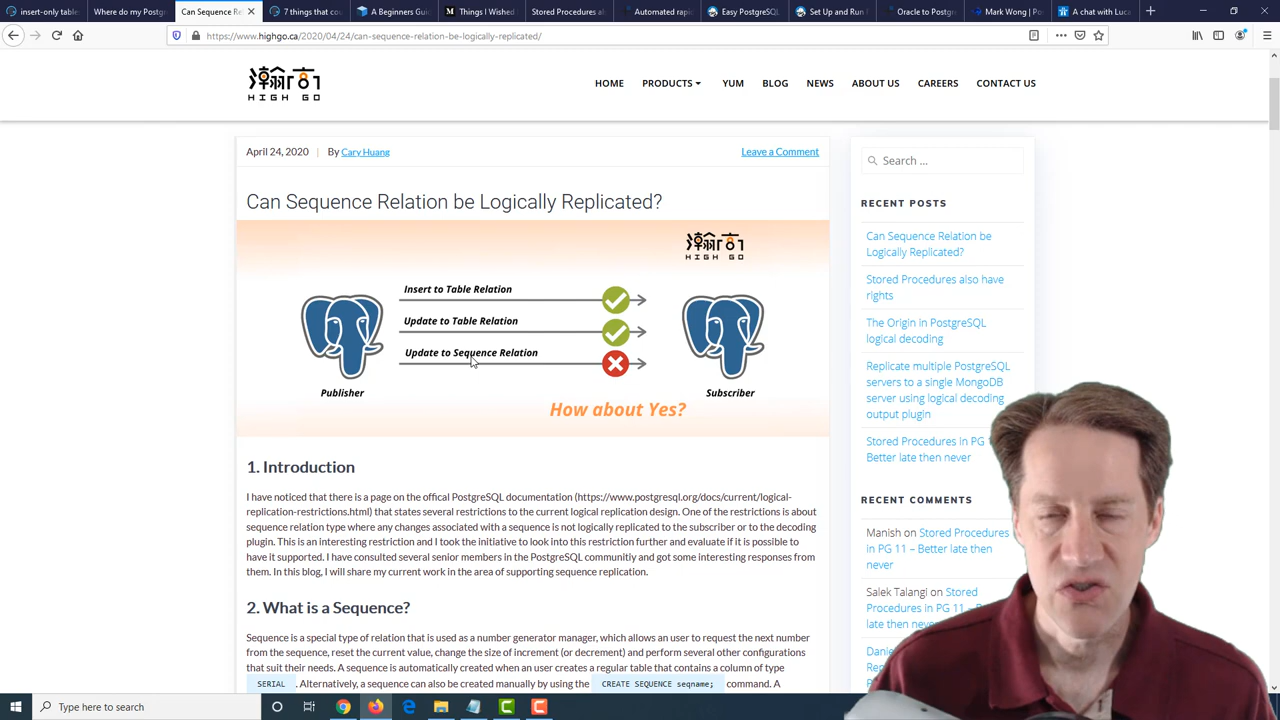 insert-only table
Where do my Postg
Can Sequence Re
7 things that cou
A Beginners Gui
Things I Wished
Stored Procedures a
Automated rapi
Easy PostgreSQL
Set Up and Run
Oracle to Postg
Mark Wong | Po
A chat with Luca
https://www.highgo.ca/2020/04/24/can-sequence-relation-be-logically-replicated/
瀚高
HIGH GO
HOME
PRODUCTS
YUM
BLOG
NEWS
ABOUT US
CAREERS
CONTACT US
April 24, 2020 | By Cary Huang
Leave a Comment
Can Sequence Relation be Logically Replicated?
瀚高
HIGH GO
Insert to Table Relation
Update to Table Relation
Update to Sequence Relation
Publisher
Subscriber
How about Yes?
1. Introduction
I have noticed that there is a page on the offical PostgreSQL documentation (https://www.postgresql.org/docs/current/logical-
replication-restrictions.html) that states several restrictions to the current logical replication design. One of the restrictions is about
sequence relation type where any changes associated with a sequence is not logically replicated to the subscriber or to the decoding
plugin. This is an interesting restriction and I took the initiative to look into this restriction further and evaluate if it is possible to
have it supported. I have consulted several senior members in the PostgreSQL communtiy and got some interesting responses from
them. In this blog, I will share my current work in the area of supporting sequence replication.
2. What is a Sequence?
Sequence is a special type of relation that is used as a number generator manager, which allows an user to request the next number
from the sequence, reset the current value, change the size of increment (or decrement) and perform several other configurations
that suit their needs. A sequence is automatically created when an user creates a regular table that contains a column of type
SERIAL . Alternatively, a sequence can also be created manually by using the CREATE SEQUENCE seqname; command. A
Search ...
RECENT POSTS
Can Sequence Relation be
Logically Replicated?
Stored Procedures also have
rights
The Origin in PostgreSQL
logical decoding
Replicate multiple PostgreSQL
servers to a single MongoDB
server using logical decoding
output plugin
Stored Procedures in PG
Better late then never
RECENT COMMENTS
Manish on Stored Procedures
in PG 11 – Better late then
never
Salek Talangi on Stored
Procedures in PG 11 –
late then never
Type here to search